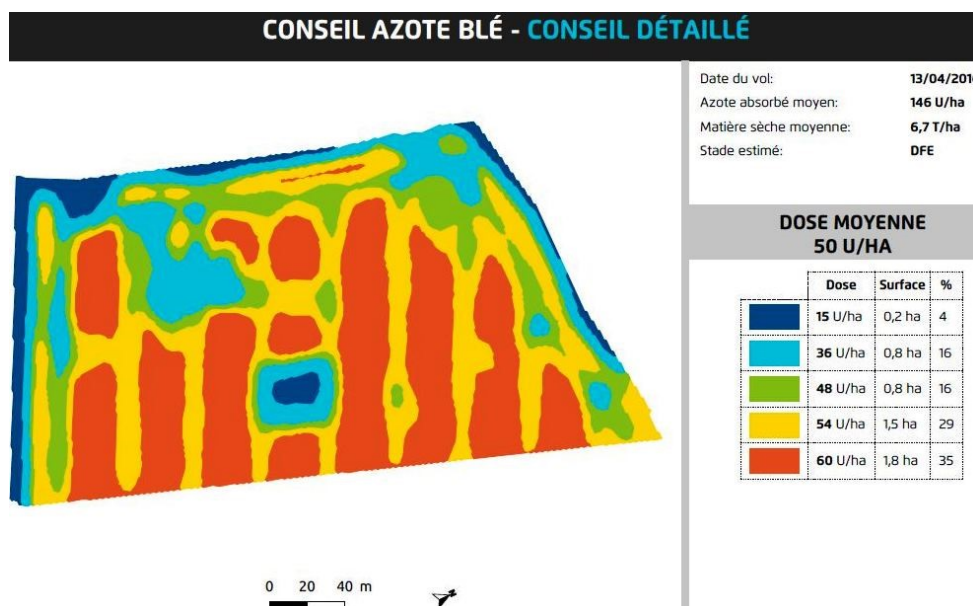 CONSEIL AZOTE BLÉ - CONSEIL DÉTAILLÉ
Date du vol: 13/04/201
Azote absorbé moyen: 146 U/ha
Matière sèche moyenne: 6,7 T/ha
Stade estimé: DFE
DOSE MOYENNE
50 U/HA
Dose Surface %
15 U/ha 0,2 ha 4
36 U/ha 0,8 ha 16
48 U/ha 0,8 ha 16
54 U/ha 1,5 ha 29
60 U/ha 1,8 ha 35
0 20 40 m